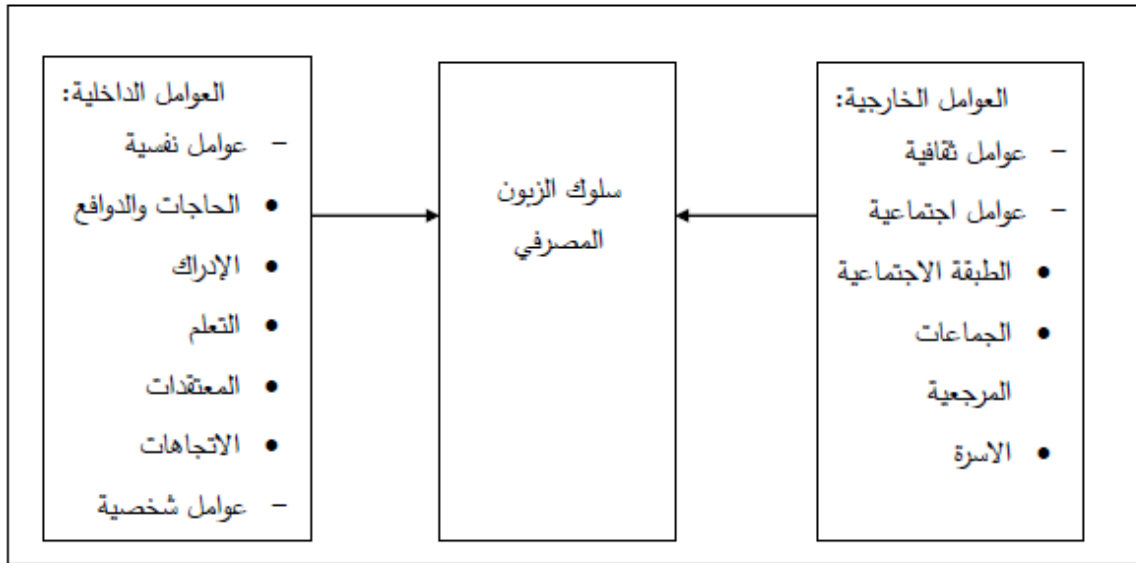 العوامل الخارجية:
– عوامل ثقافية
– عوامل اجتماعية
• الطبقة الاجتماعية
• الجماعات
المرجعية
• الاسرة
سلوك الزبون
المصرفي
العوامل الداخلية:
– عوامل نفسية
• الحاجات والدوافع
• الإدراك
• التعلم
• المعتقدات
• الاتجاهات
– عوامل شخصية